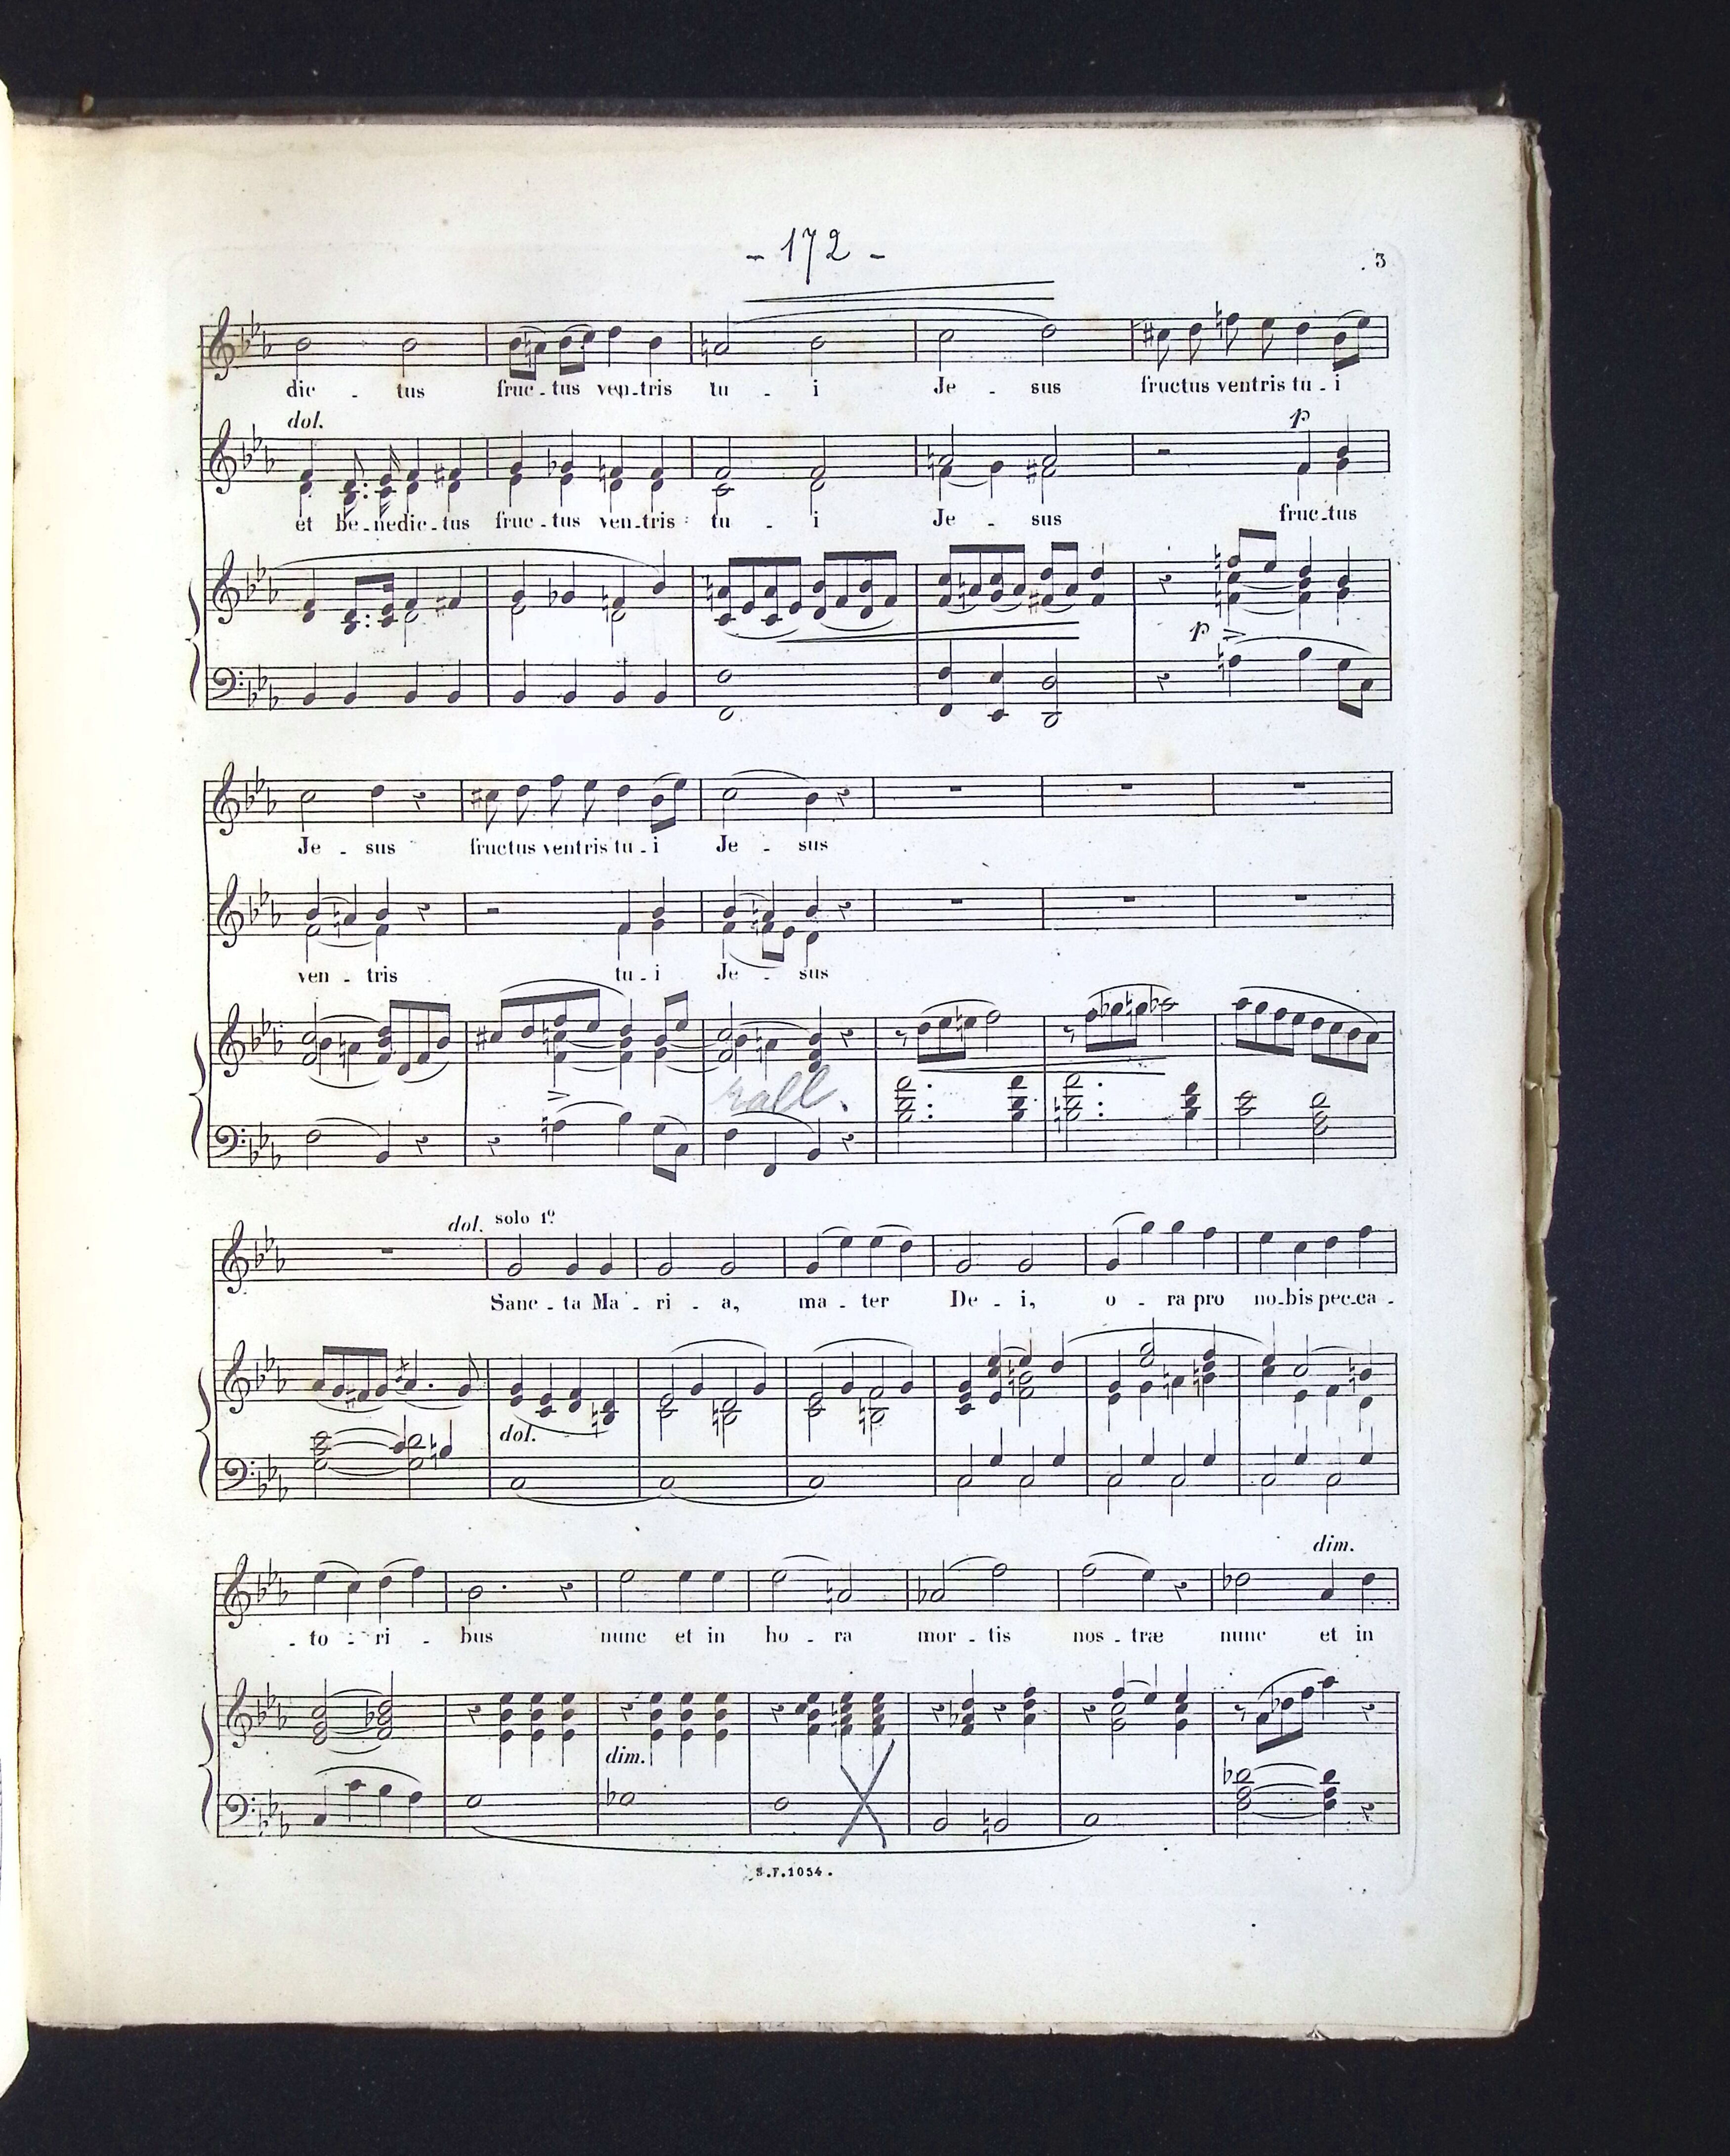 - 172 -
3
dic - tus fruc - tus ven - tris tu - i Je - sus fructus ventris tu - i
dol.
p
et be - nedic - tus fruc - tus ven - tris tu - i Je - sus fruc - tus
p
Je - sus fructus ventris tu - i Je - sus
ven - tris tu - i Je - sus
rall.
dol. solo 1º
Sanc - ta Ma - ri - a, ma - ter De - i, o - ra pro no - bis pec - ca -
dol.
dim.
- to - ri - bus nunc et in ho - ra mor - tis nos - træ nunc et in
dim.
S.F.1054.